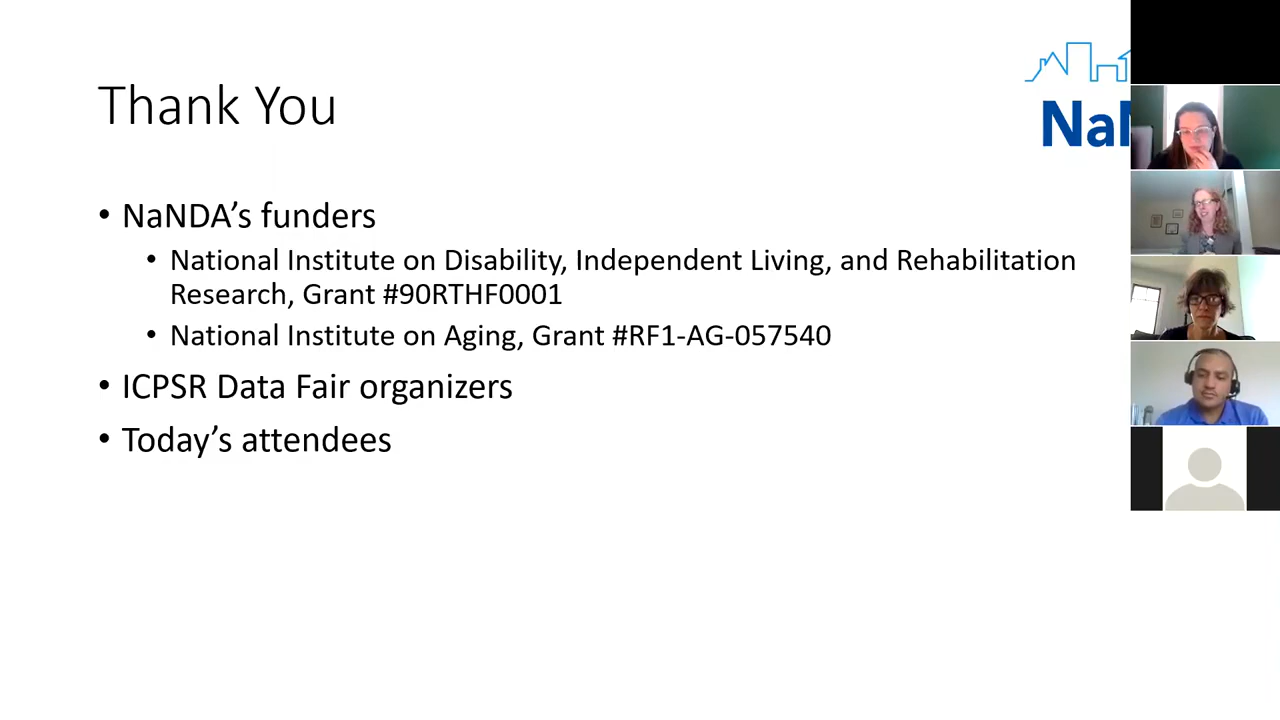 Thank You
NaN
• NaNDA’s funders
• National Institute on Disability, Independent Living, and Rehabilitation
Research, Grant #90RTHF0001
• National Institute on Aging, Grant #RF1-AG-057540
• ICPSR Data Fair organizers
• Today’s attendees